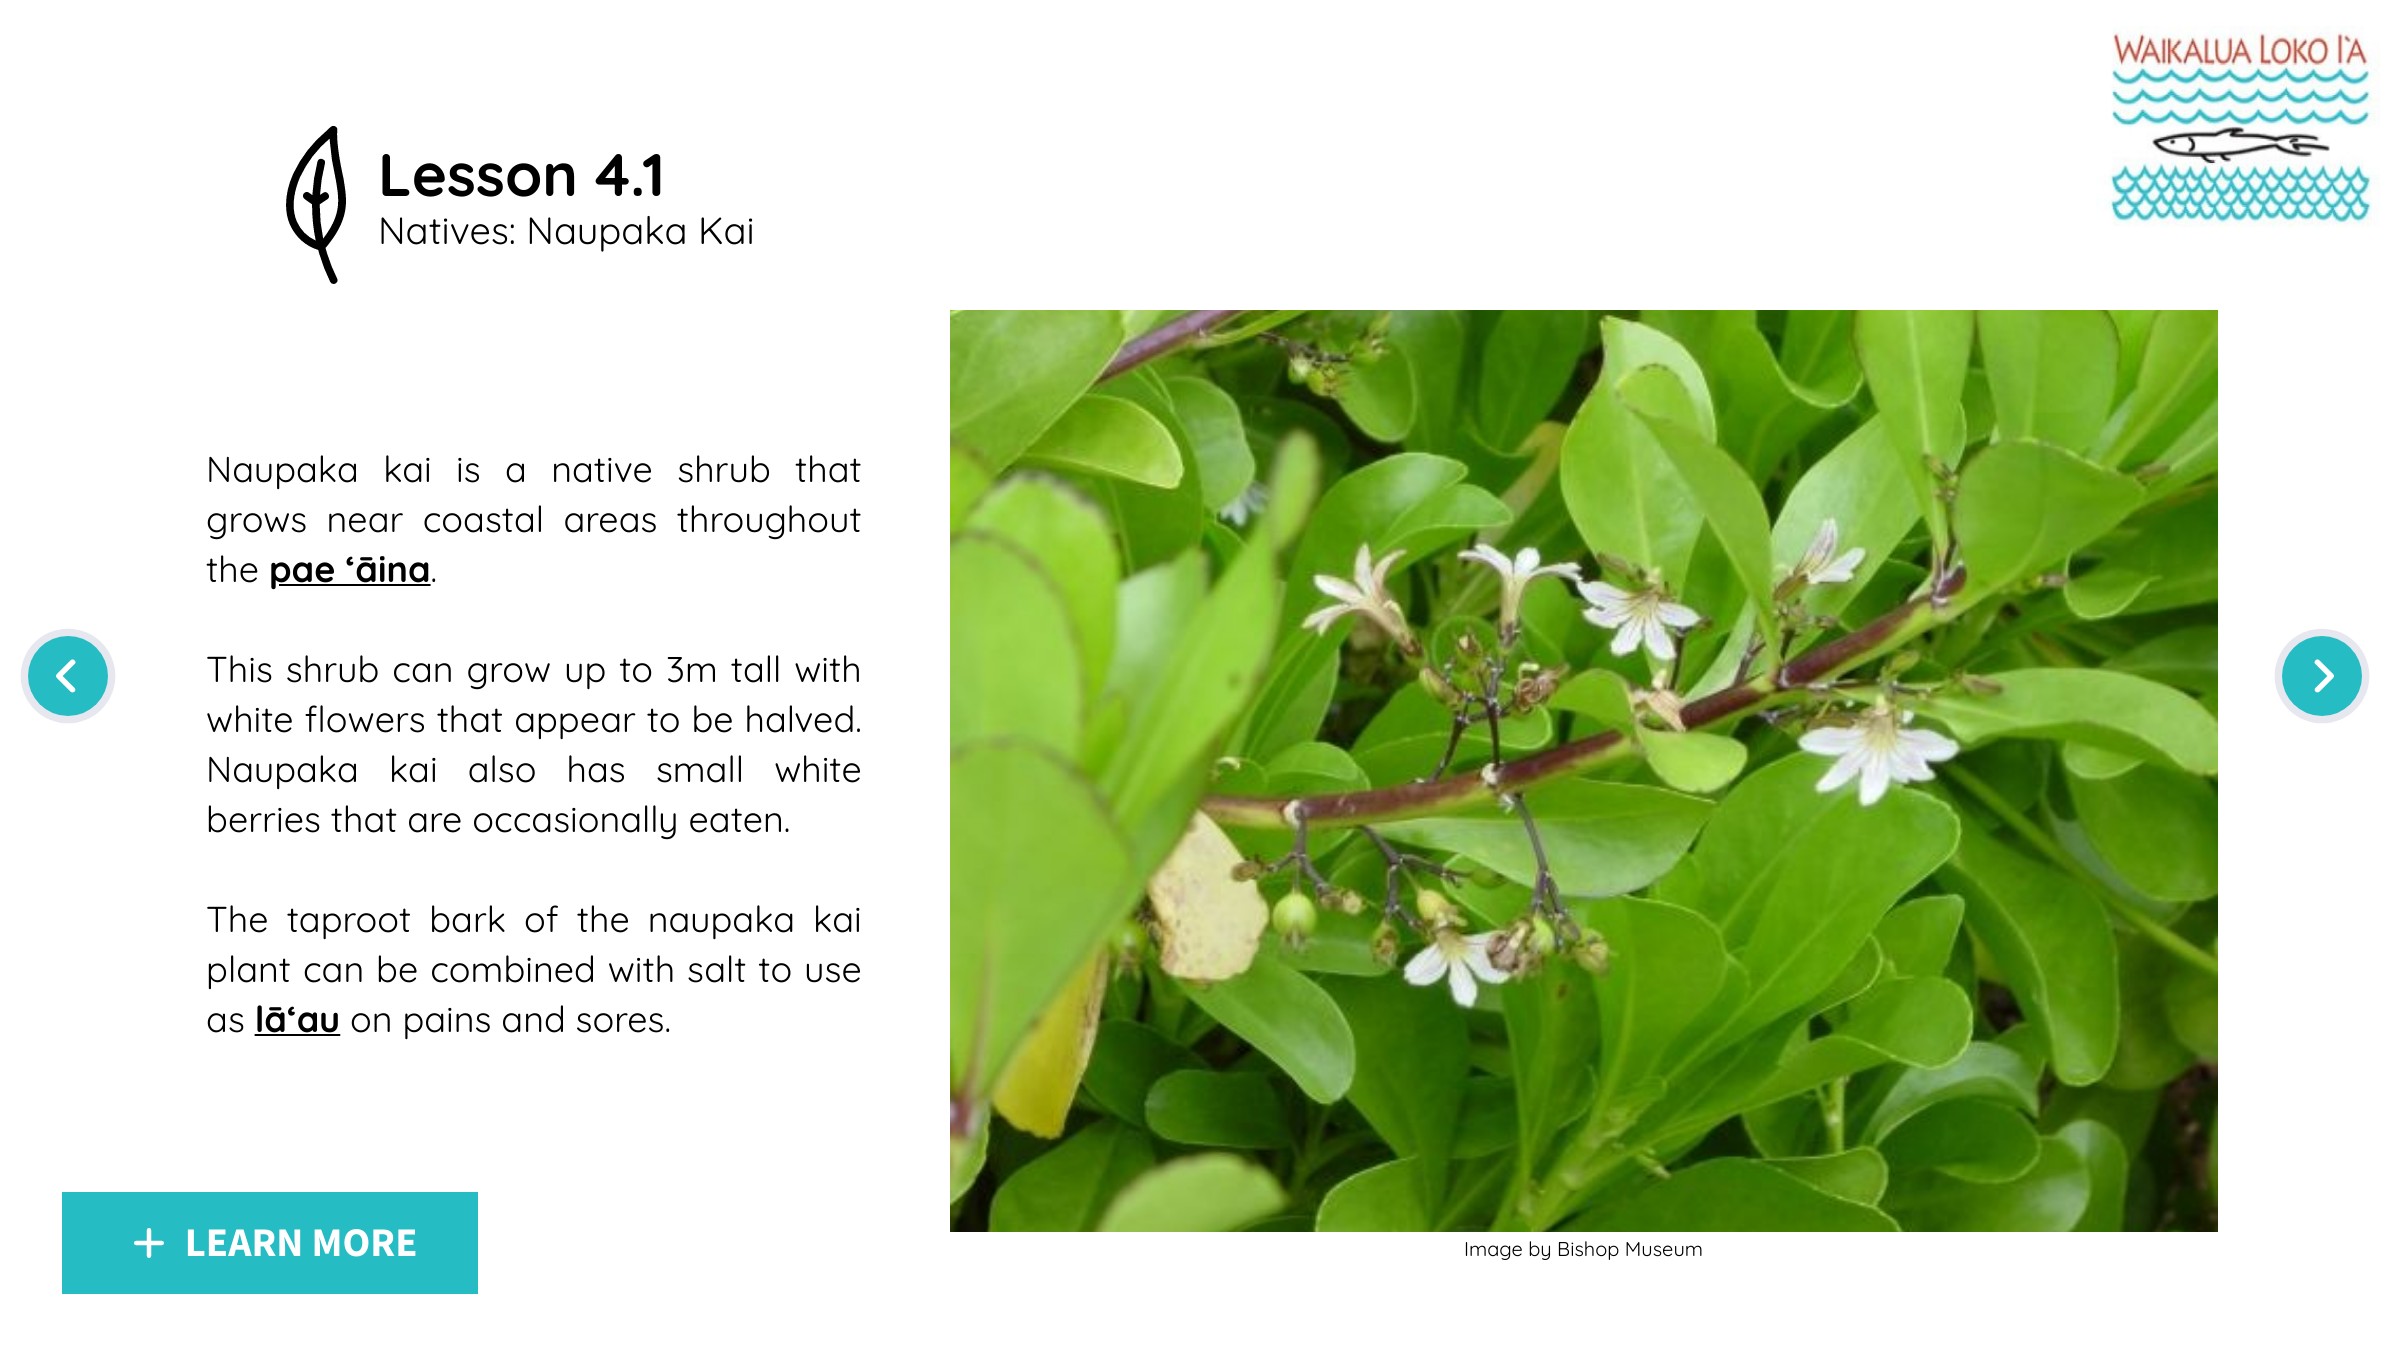 WAIKALUA LOKO I`A
Lesson 4.1
Natives: Naupaka Kai
Naupaka kai is a native shrub that
grows near coastal areas throughout
the pae ʻāina.
This shrub can grow up to 3m tall with
white flowers that appear to be halved.
Naupaka kai also has small white
berries that are occasionally eaten.
The taproot bark of the naupaka kai
plant can be combined with salt to use
as lāʻau on pains and sores.
+ LEARN MORE
Image by Bishop Museum